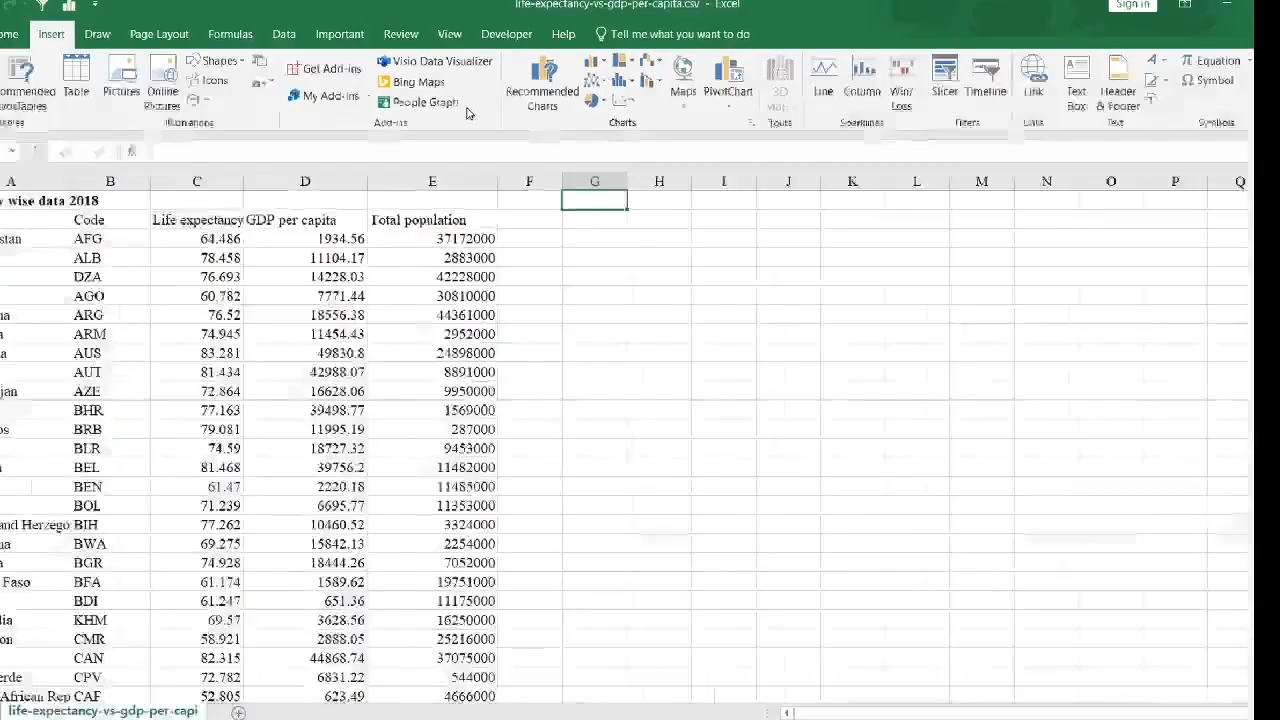 life-expectancy-vs-gdp-per-capita.csv - Excel
Sign in
Insert Draw Page Layout Formulas Data Important Review View Developer Help Tell me what you want to do
Table
Pictures
Online Pictures
Shapes
Icons
Get Add-ins
My Add-ins
Visio Data Visualizer
Bing Maps
People Graph
Add-ins
Recommended Charts
Charts
Maps
PivotChart
3D Map
Tours
Line
Column
Win/ Loss
Sparklines
Slicer
Timeline
Filters
Link
Links
Text Box
Header & Footer
Text
Equation
Symbol
Symbols
fx
A B C D E F G H I J K L M N O P Q
wise data 2018
Code Life expectancy GDP per capita Total population
stan AFG 64.486 1934.56 37172000
ALB 78.458 11104.17 2883000
DZA 76.693 14228.03 42228000
AGO 60.782 7771.44 30810000
na ARG 76.52 18556.38 44361000
a ARM 74.945 11454.43 2952000
ia AUS 83.281 49830.8 24898000
AUT 81.434 42988.07 8891000
jan AZE 72.864 16628.06 9950000
BHR 77.163 39498.77 1569000
os BRB 79.081 11995.19 287000
BLR 74.59 18727.32 9453000
BEL 81.468 39756.2 11482000
BEN 61.47 2220.18 11485000
BOL 71.239 6695.77 11353000
and Herzego BIH 77.262 10460.52 3324000
na BWA 69.275 15842.13 2254000
BGR 74.928 18444.26 7052000
Faso BFA 61.174 1589.62 19751000
BDI 61.247 651.36 11175000
dia KHM 69.57 3628.56 16250000
on CMR 58.921 2888.05 25216000
CAN 82.315 44868.74 37075000
erde CPV 72.782 6831.22 544000
African Rep CAF 52.805 623.49 4666000
life-expectancy-vs-gdp-per-capi